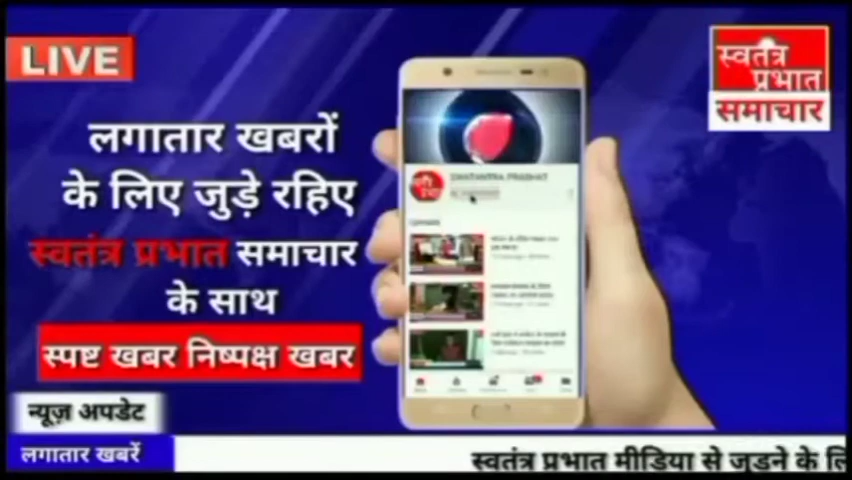 LIVE
स्वतंत्र
प्रभात
समाचार
लगातार खबरों
के लिए जुड़े रहिए
स्वतंत्र प्रभात समाचार
के साथ
स्पष्ट खबर निष्पक्ष खबर
SWATANTRA PRABHAT
न्यूज़ अपडेट
लगातार खबरें
स्वतंत्र प्रभात मीडिया से जुड़ने के लि